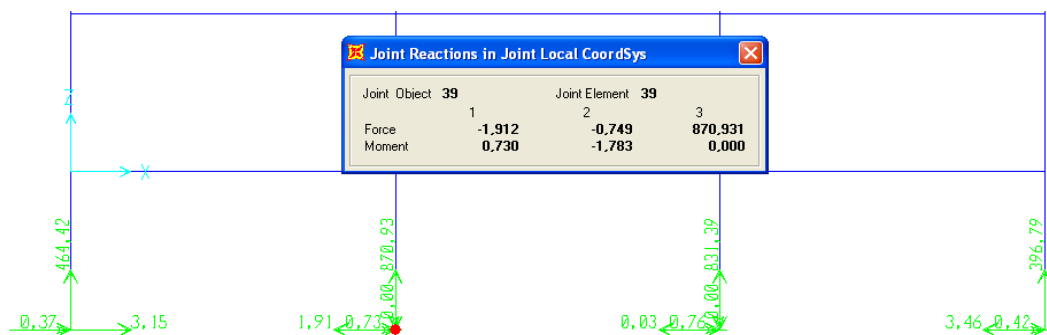 Joint Reactions in Joint Local CoordSys
Joint Object 39 Joint Element 39
1 2 3
Force -1,912 -0,749 870,931
Moment 0,730 -1,783 0,000
Z
X
464,42
0,00 870,93
0,00 831,39
396,79
0,37 3,15 1,91 0,73 0,03 0,76 3,46 0,42